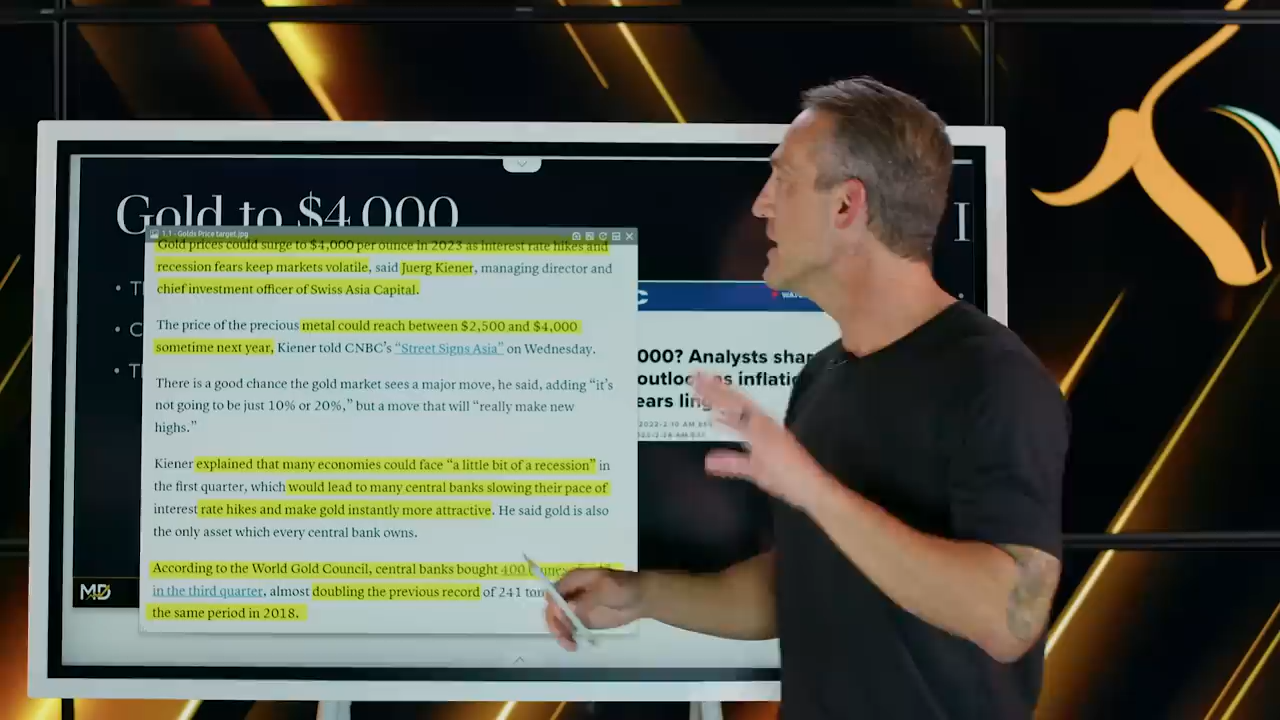 Gold to $4,000
I
1.1 - Golds Price target.jpg
Gold prices could surge to $4,000 per ounce in 2023 as interest rate hikes and
recession fears keep markets volatile, said Juerg Kiener, managing director and
chief investment officer of Swiss Asia Capital.
The price of the precious metal could reach between $2,500 and $4,000
sometime next year, Kiener told CNBC's “Street Signs Asia” on Wednesday.
There is a good chance the gold market sees a major move, he said, adding “it's
not going to be just 10% or 20%,” but a move that will “really make new
highs.”
Kiener explained that many economies could face “a little bit of a recession” in
the first quarter, which would lead to many central banks slowing their pace of
interest rate hikes and make gold instantly more attractive. He said gold is also
the only asset which every central bank owns.
According to the World Gold Council, central banks bought 400
in the third quarter, almost doubling the previous record of 241
the same period in 2018.
000? Analysts
inflatio
MD